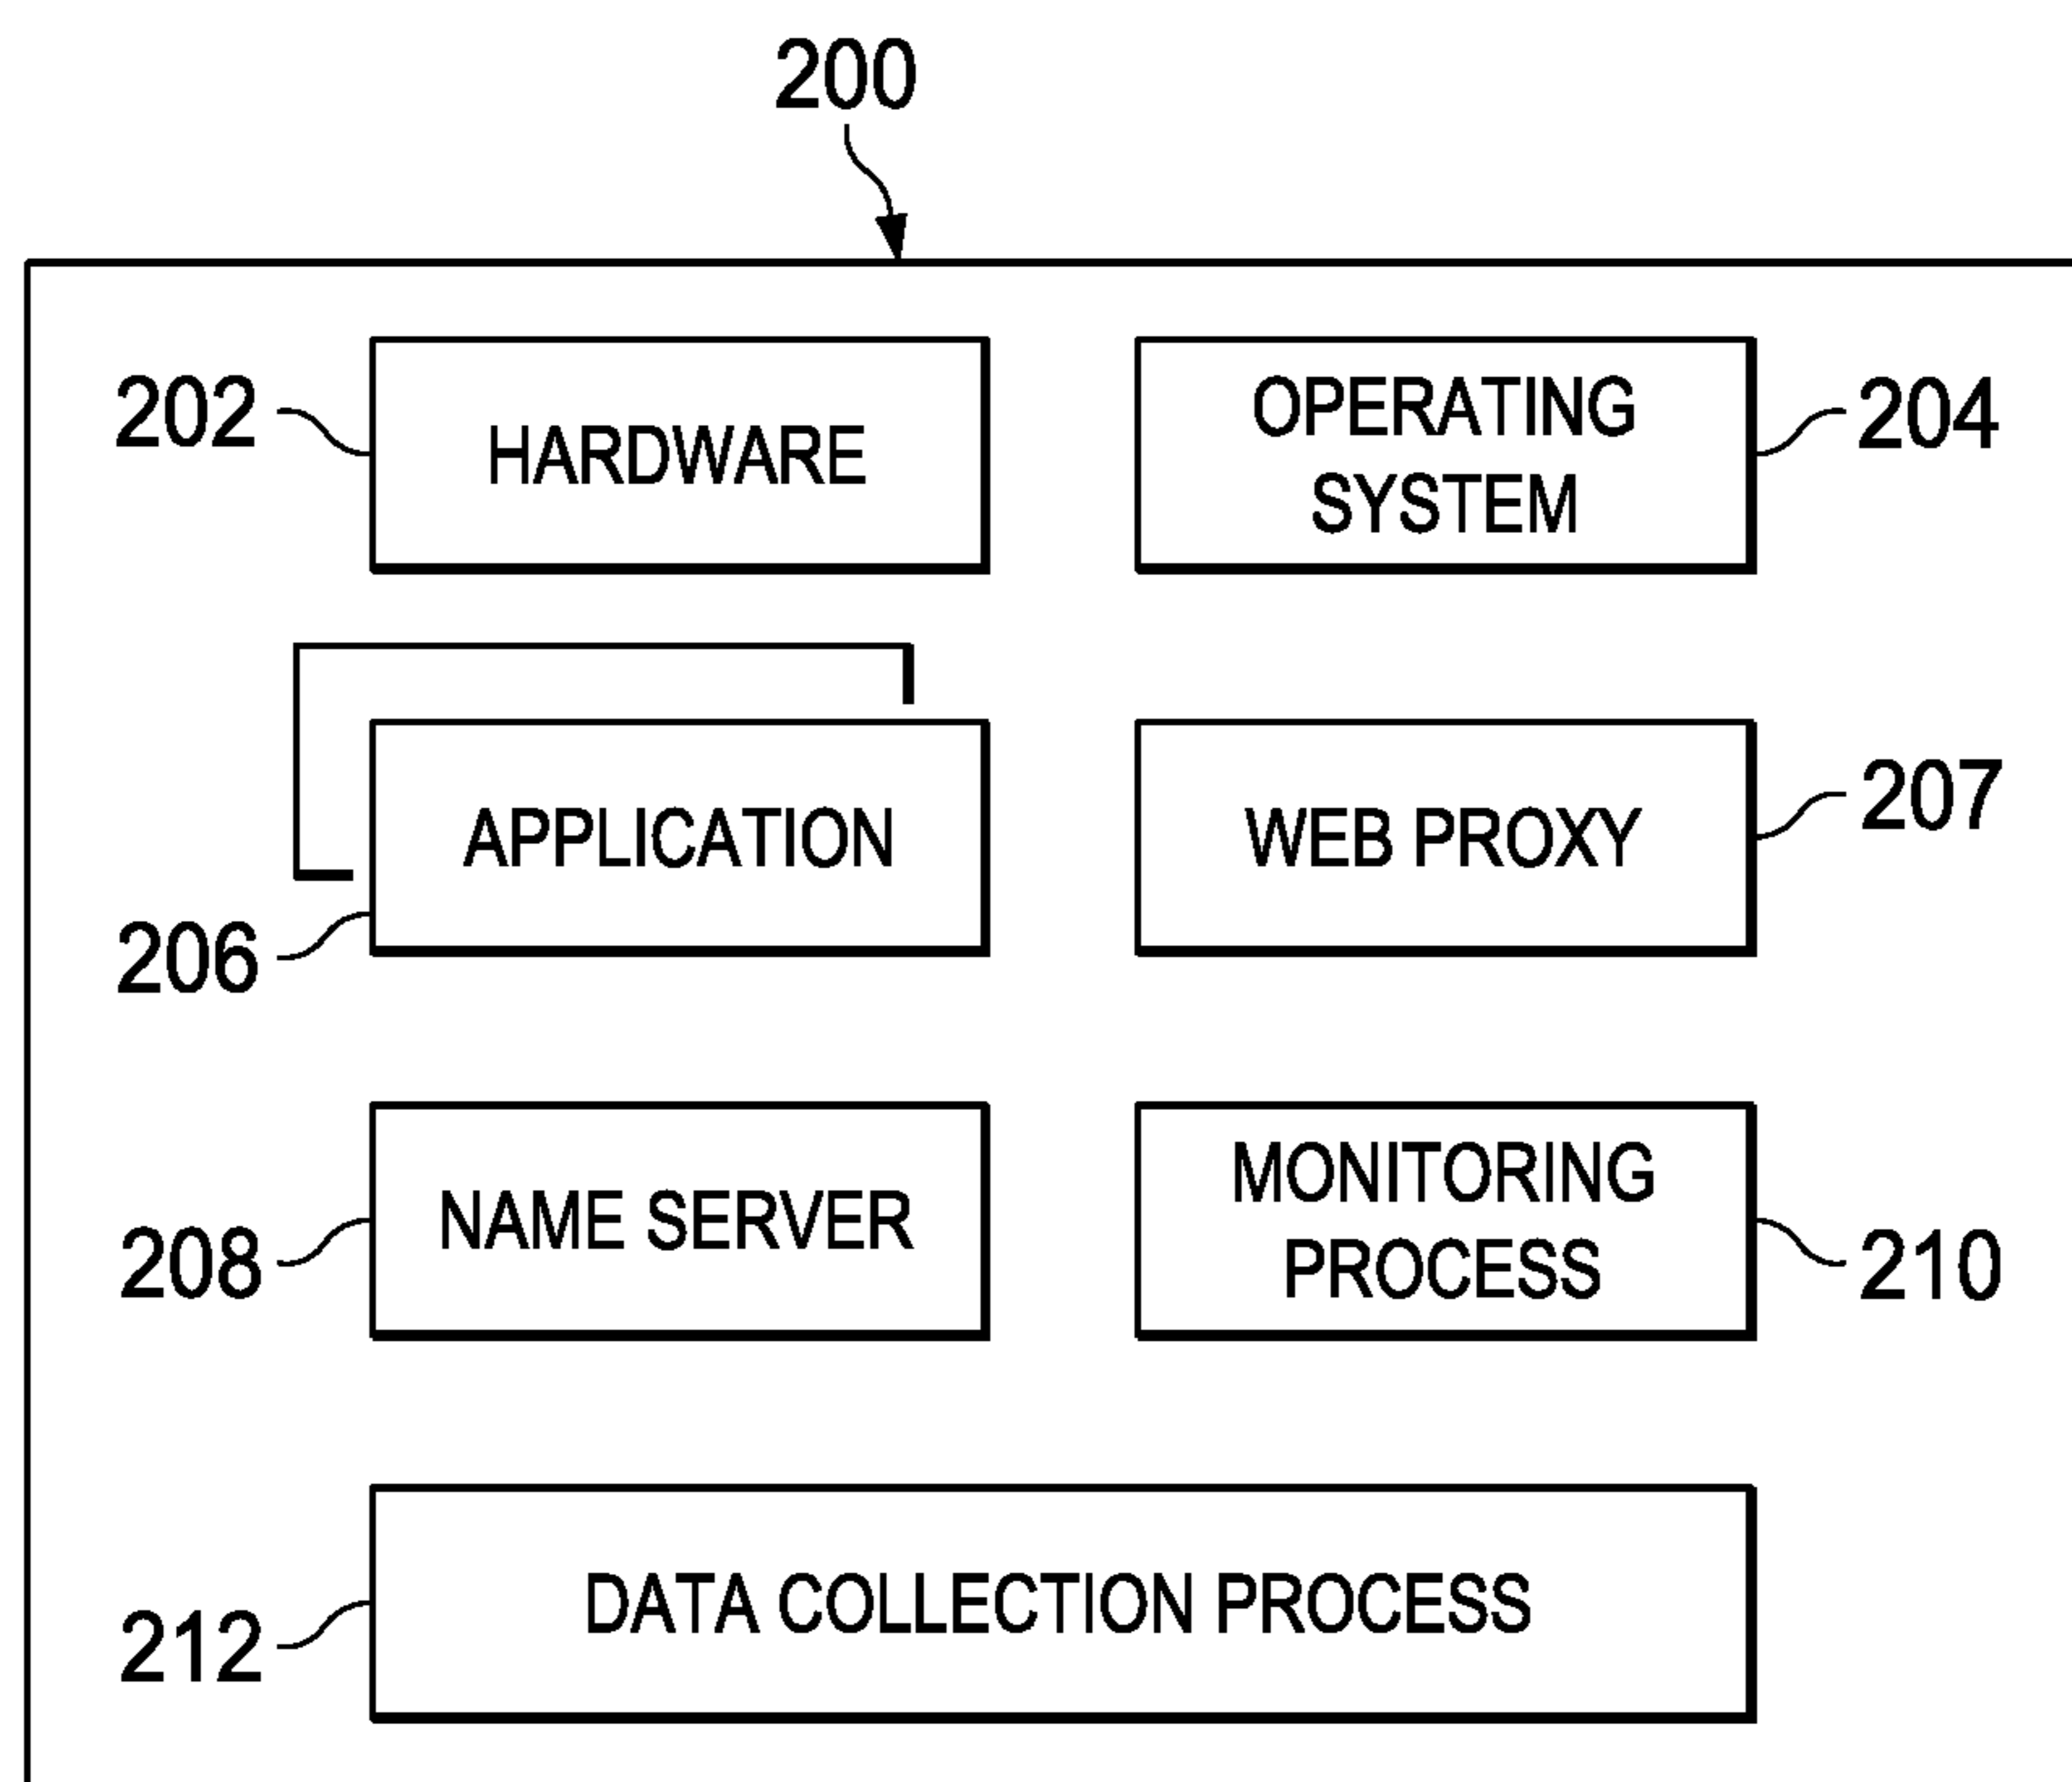 200
202
HARDWARE
OPERATING
SYSTEM
204
APPLICATION
206
WEB PROXY
207
NAME SERVER
208
MONITORING
PROCESS
210
DATA COLLECTION PROCESS
212